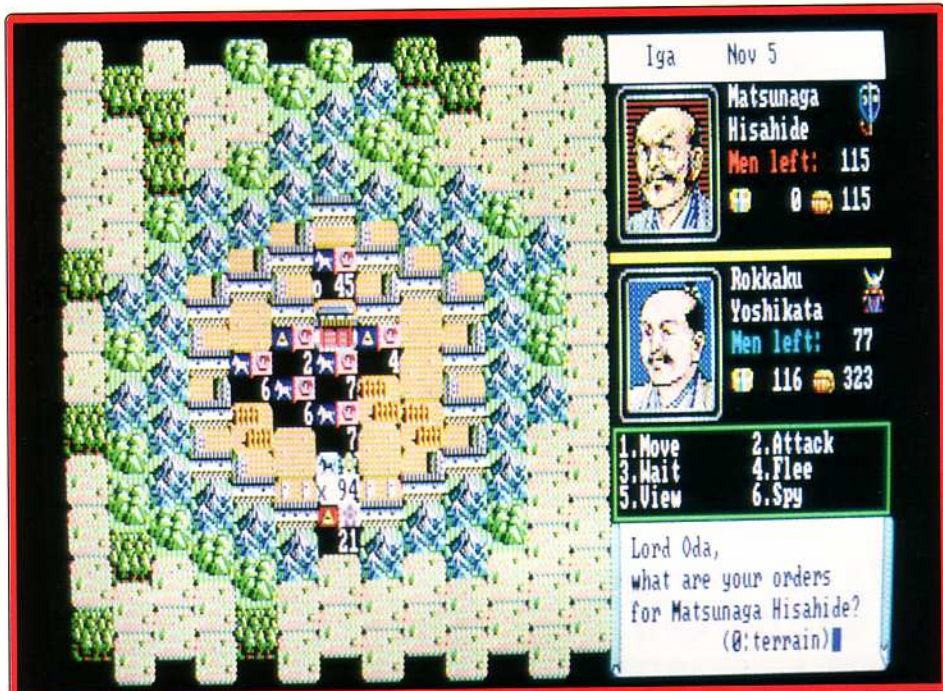 Iga Nov 5
Matsunaga
Hisahide
Men left: 115
0 115
Rokkaku
Yoshikata
Men left: 77
116 323
1.Move 2.Attack
3.Wait 4.Flee
5.View 6.Spy
Lord Oda,
what are your orders
for Matsunaga Hisahide?
(0:terrain)
o 45
2 4
6 7
6
7
x 94
21